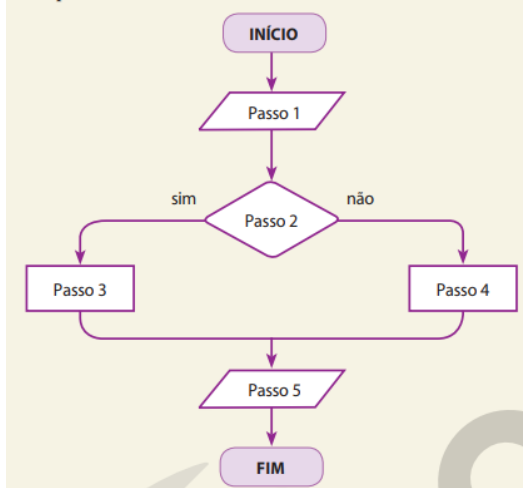 INÍCIO
Passo 1
sim
não
Passo 2
Passo 3
Passo 4
Passo 5
FIM